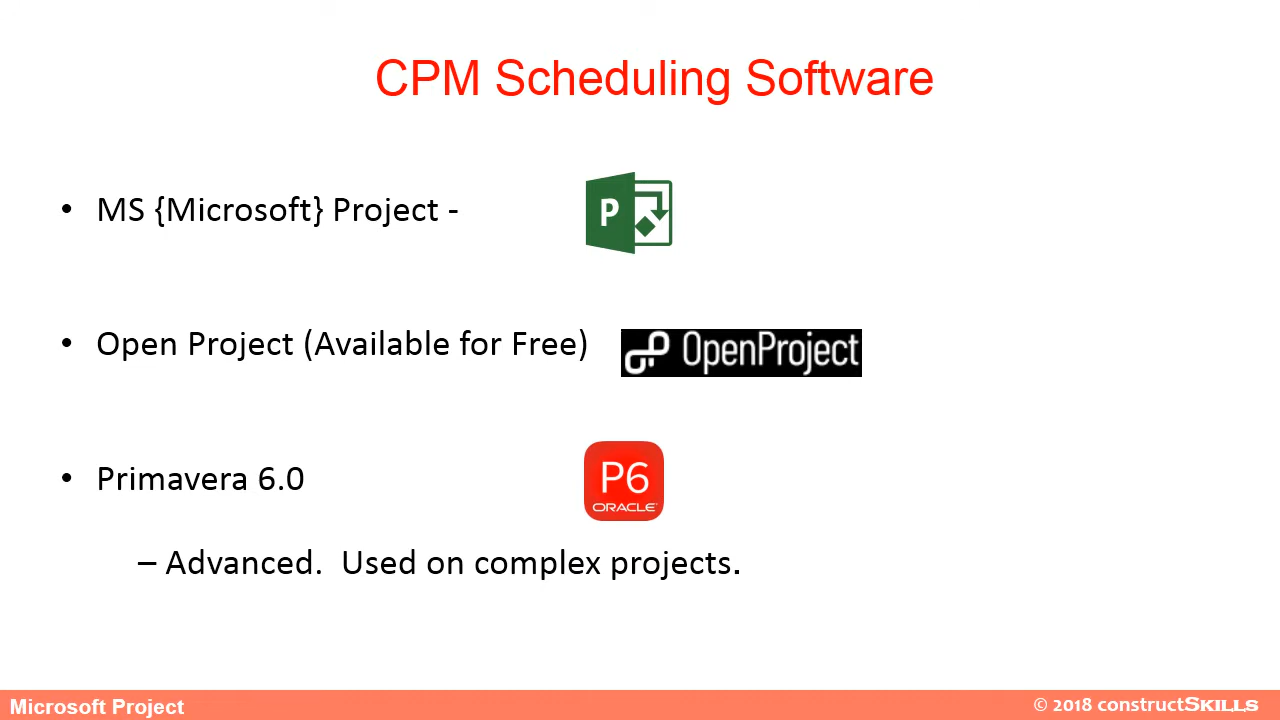 CPM Scheduling Software
• MS {Microsoft} Project -
P
• Open Project (Available for Free)
OpenProject
• Primavera 6.0
P6
ORACLE
– Advanced.  Used on complex projects.
Microsoft Project
© 2018 constructSKILLS